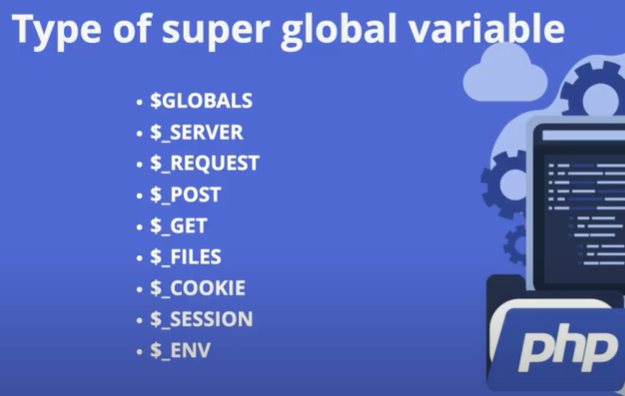 Type of super global variable
• $GLOBALS
• $_SERVER
• $_REQUEST
• $_POST
• $_GET
• $_FILES
• $_COOKIE
• $_SESSION
• $_ENV
php